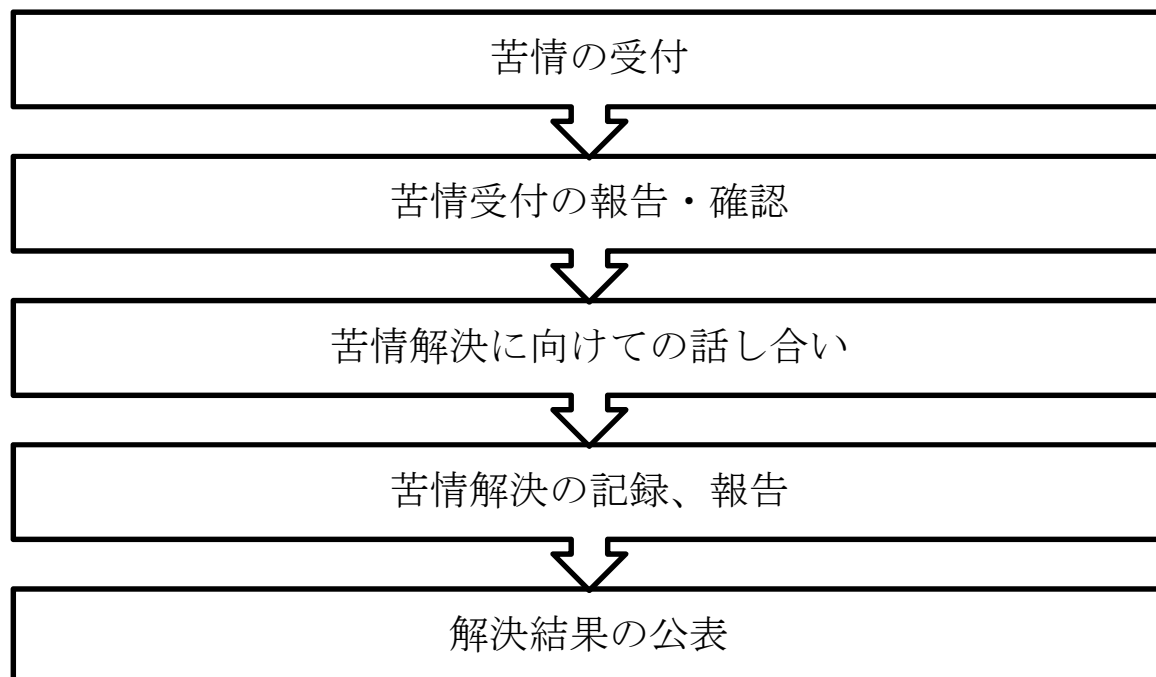 苦情の受付
苦情受付の報告・確認
苦情解決に向けての話し合い
苦情解決の記録、報告
解決結果の公表